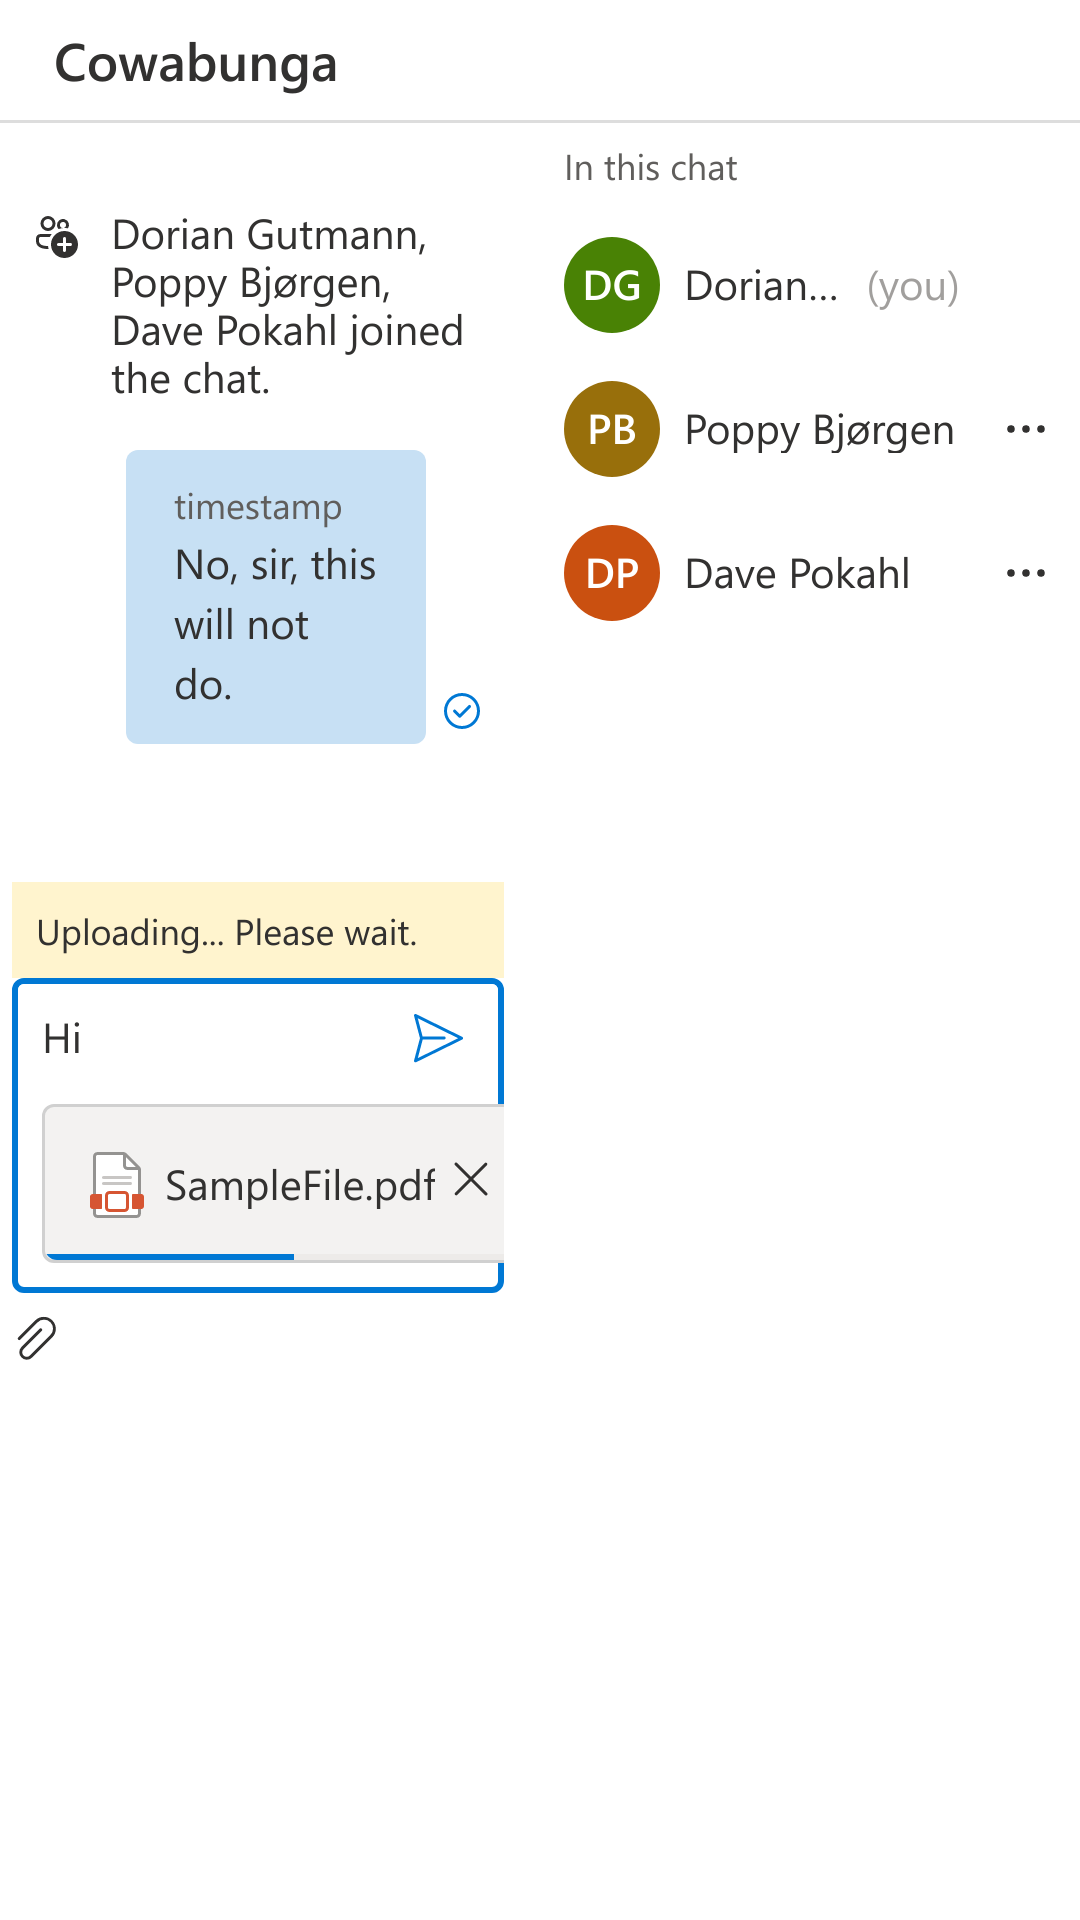 Cowabunga
Dorian Gutmann,
Poppy Bjørgen,
Dave Pokahl joined
the chat.
timestamp
No, sir, this
will not
do.
Uploading... Please wait.
Hi
SampleFile.pdf
In this chat
DG Dorian... (you)
PB Poppy Bjørgen
DP Dave Pokahl